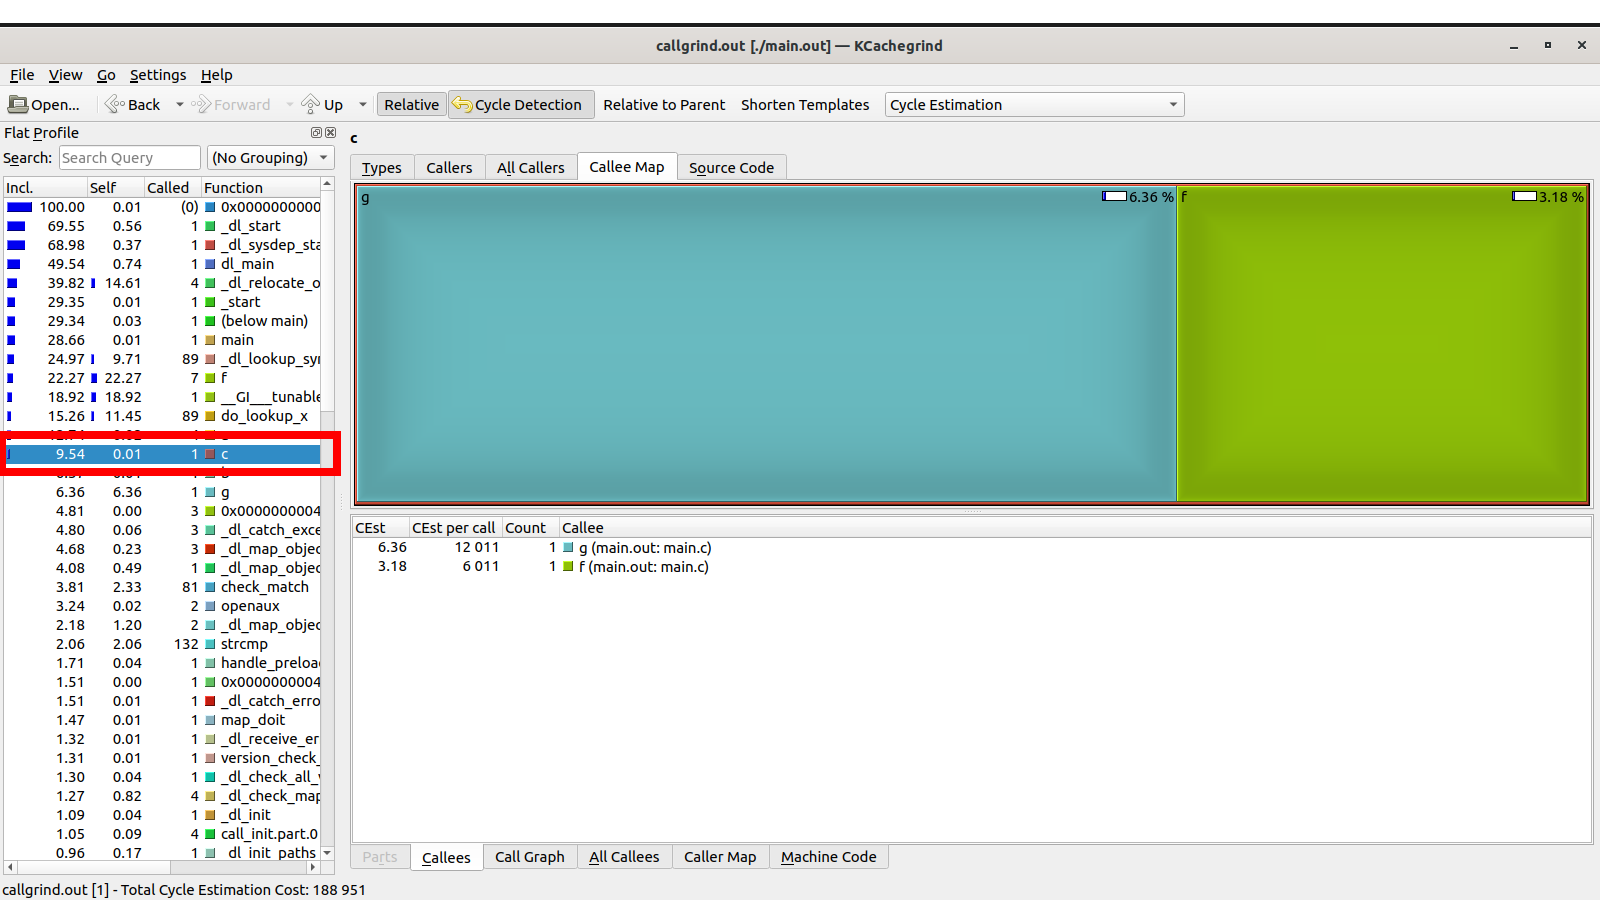 callgrind.out [./main.out] — KCachegrind
File View Go Settings Help
Open... Back Forward Up Relative Cycle Detection Relative to Parent Shorten Templates Cycle Estimation
Flat Profile
Search: Search Query (No Grouping)
Incl. Self Called Function
100.00 0.01 (0) 0x0000000000
69.55 0.56 1 _dl_start
68.98 0.37 1 _dl_sysdep_sta
49.54 0.74 1 dl_main
39.82 14.61 4 _dl_relocate_o
29.35 0.01 1 _start
29.34 0.03 1 (below main)
28.66 0.01 1 main
24.97 9.71 89 _dl_lookup_syr
22.27 22.27 7 f
18.92 18.92 1 __GI___tunable
15.26 11.45 89 do_lookup_x
9.54 0.01 1 c
6.36 6.36 1 g
4.81 0.00 3 0x0000000004
4.80 0.06 3 _dl_catch_exce
4.68 0.23 3 _dl_map_objec
4.08 0.49 1 _dl_map_objec
3.81 2.33 81 check_match
3.24 0.02 2 openaux
2.18 1.20 2 _dl_map_objec
2.06 2.06 132 strcmp
1.71 0.04 1 handle_preloa
1.51 0.00 1 0x0000000004
1.51 0.01 1 _dl_catch_erro
1.47 0.01 1 map_doit
1.32 0.01 1 _dl_receive_er
1.31 0.01 1 version_check_
1.30 0.04 1 _dl_check_all_
1.27 0.82 4 _dl_check_map
1.09 0.04 1 _dl_init
1.05 0.09 4 call_init.part.0
0.96 0.17 1 _dl_init_paths
c
Types Callers All Callers Callee Map Source Code
g 6.36 % f 3.18 %
CEst CEst per call Count Callee
6.36 12 011 1 g (main.out: main.c)
3.18 6 011 1 f (main.out: main.c)
Parts Callees Call Graph All Callees Caller Map Machine Code
callgrind.out [1] - Total Cycle Estimation Cost: 188 951